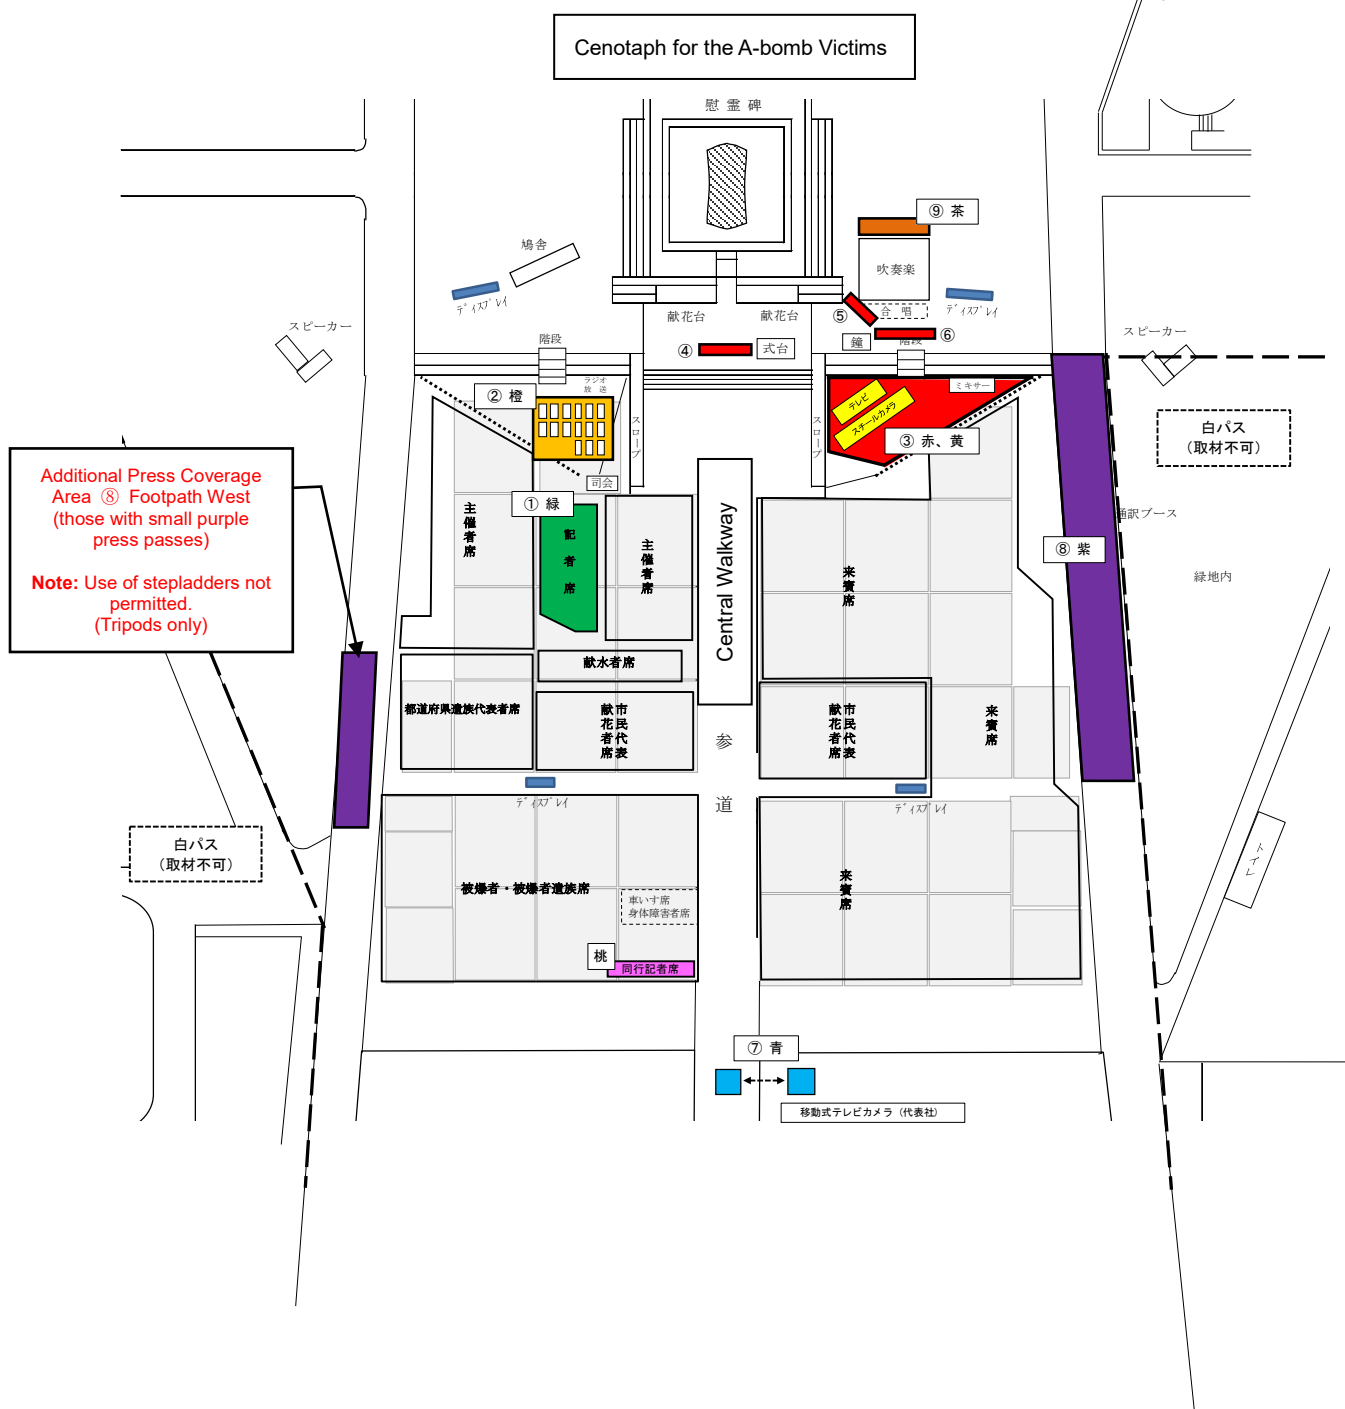 Cenotaph for the A-bomb Victims
慰霊碑
⑨ 茶
吹奏楽
鳩舎
ディスプレイ
ディスプレイ
合唱
⑤
⑥
献花台
献花台
スピーカー
スピーカー
階段
④
式台
鐘
階段
ラジオ
放送
② 橙
スロープ
スロープ
ミキサー
テレビ
スチールカメラ
③ 赤、黄
白パス
(取材不可)
司会
Additional Press Coverage
Area ⑧ Footpath West
(those with small purple
press passes)
Note: Use of stepladders not
permitted.
(Tripods only)
① 緑
主催者席
記者席
主催者席
Central Walkway
来賓席
⑧ 紫
通訳ブース
緑地内
献水者席
都道府県遺族代表者席
市民代表
献花者席
参道
市民代表
献花者席
来賓席
ディスプレイ
ディスプレイ
白パス
(取材不可)
トイレ
被爆者・被爆者遺族席
車いす席
身体障害者席
来賓席
桃
同行記者席
⑦ 青
移動式テレビカメラ（代表社）